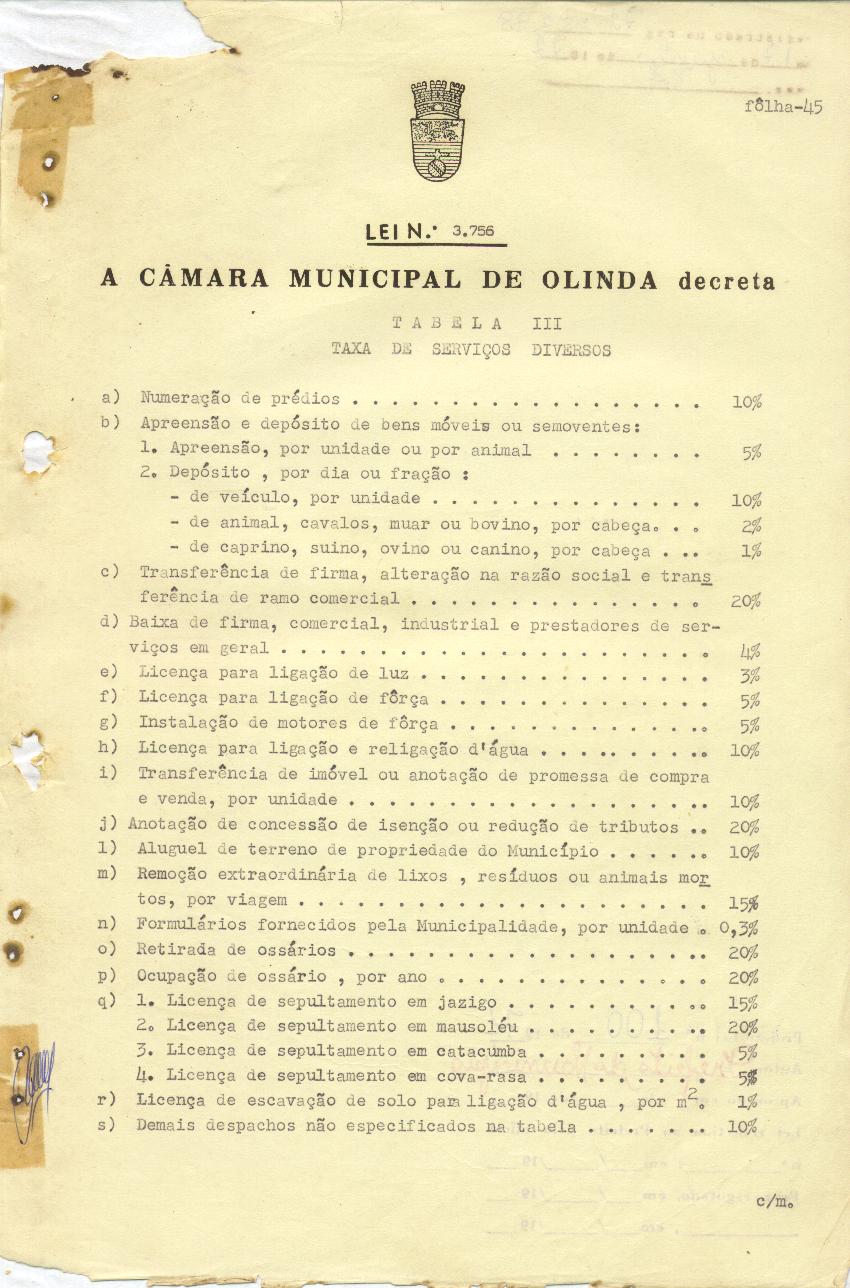 fôlha-45
LEI N.º 3.756
A CÂMARA MUNICIPAL DE OLINDA decreta
T A B E L A III
TAXA DE SERVIÇOS DIVERSOS
a) Numeração de prédios . . . . . . . . . . . . . . . . . . 10%
b) Apreensão e depósito de bens móveis ou semoventes:
1. Apreensão, por unidade ou por animal . . . . . . . . 5%
2. Depósito , por dia ou fração :
- de veículo, por unidade . . . . . . . . . . . . . . 10%
- de animal, cavalos, muar ou bovino, por cabeça. . . 2%
- de caprino, suino, ovino ou canino, por cabeça . .. 1%
c) Transferência de firma, alteração na razão social e trans
ferência de ramo comercial . . . . . . . . . . . . . . . 20%
d) Baixa de firma, comercial, industrial e prestadores de ser-
viços em geral . . . . . . . . . . . . . . . . . . . . . . 4%
e) Licença para ligação de luz . . . . . . . . . . . . . . . 3%
f) Licença para ligação de fôrça . . . . . . . . . . . . . . 5%
g) Instalação de motores de fôrça . . . . . . . . . . . . .. 5%
h) Licença para ligação e religação d'água . . . .. . . . .. 10%
i) Transferência de imóvel ou anotação de promessa de compra
e venda, por unidade . . . . . . . . . . . . . . . . . .. 10%
j) Anotação de concessão de isenção ou redução de tributos .. 20%
l) Aluguel de terreno de propriedade do Município . . . . .. 10%
m) Remoção extraordinária de lixos , resíduos ou animais mor
tos, por viagem . . . . . . . . . . . . . . . . . . . . . 15%
n) Formulários fornecidos pela Municipalidade, por unidade . 0,3%
o) Retirada de ossários . . . . . . . . . . . . . . . . . .. 20%
p) Ocupação de ossário , por ano . . . . . . . . . . . . . . 20%
q) 1. Licença de sepultamento em jazigo . . . . . . . . . .. 15%
2. Licença de sepultamento em mausoléu . . . . . . . . .. 20%
3. Licença de sepultamento em catacumba . . . . . . . . . 5%
4. Licença de sepultamento em cova-rasa . . . . . . . . . 5%
r) Licença de escavação de solo para ligação d'água , por m². 1%
s) Demais despachos não especificados na tabela . . . . . .. 10%
c/m.